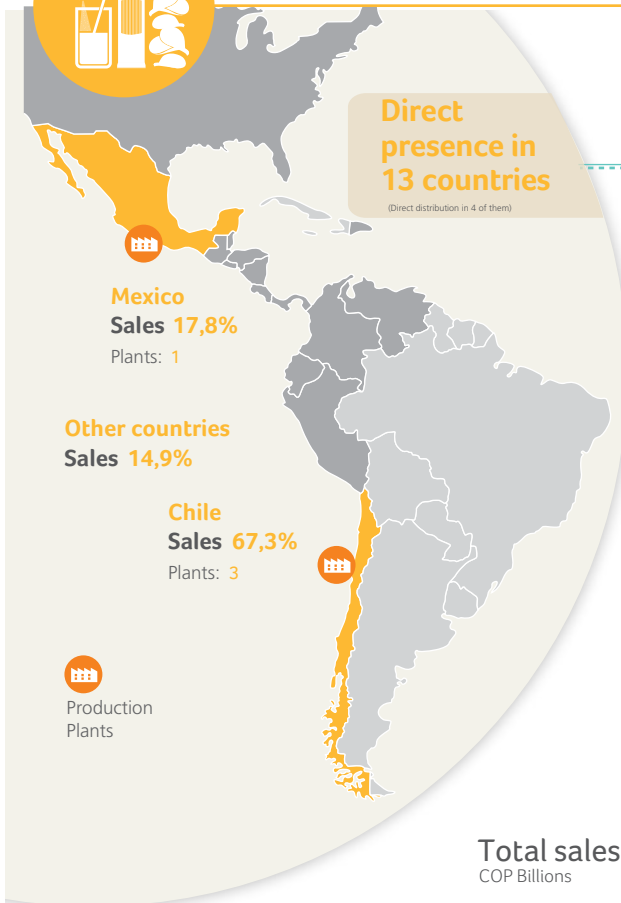 Direct
presence in
13 countries
(Direct distribution in 4 of them)
Mexico
Sales 17,8%
Plants: 1
Other countries
Sales 14,9%
Chile
Sales 67,3%
Plants: 3
Production
Plants
Total sales
COP Billions